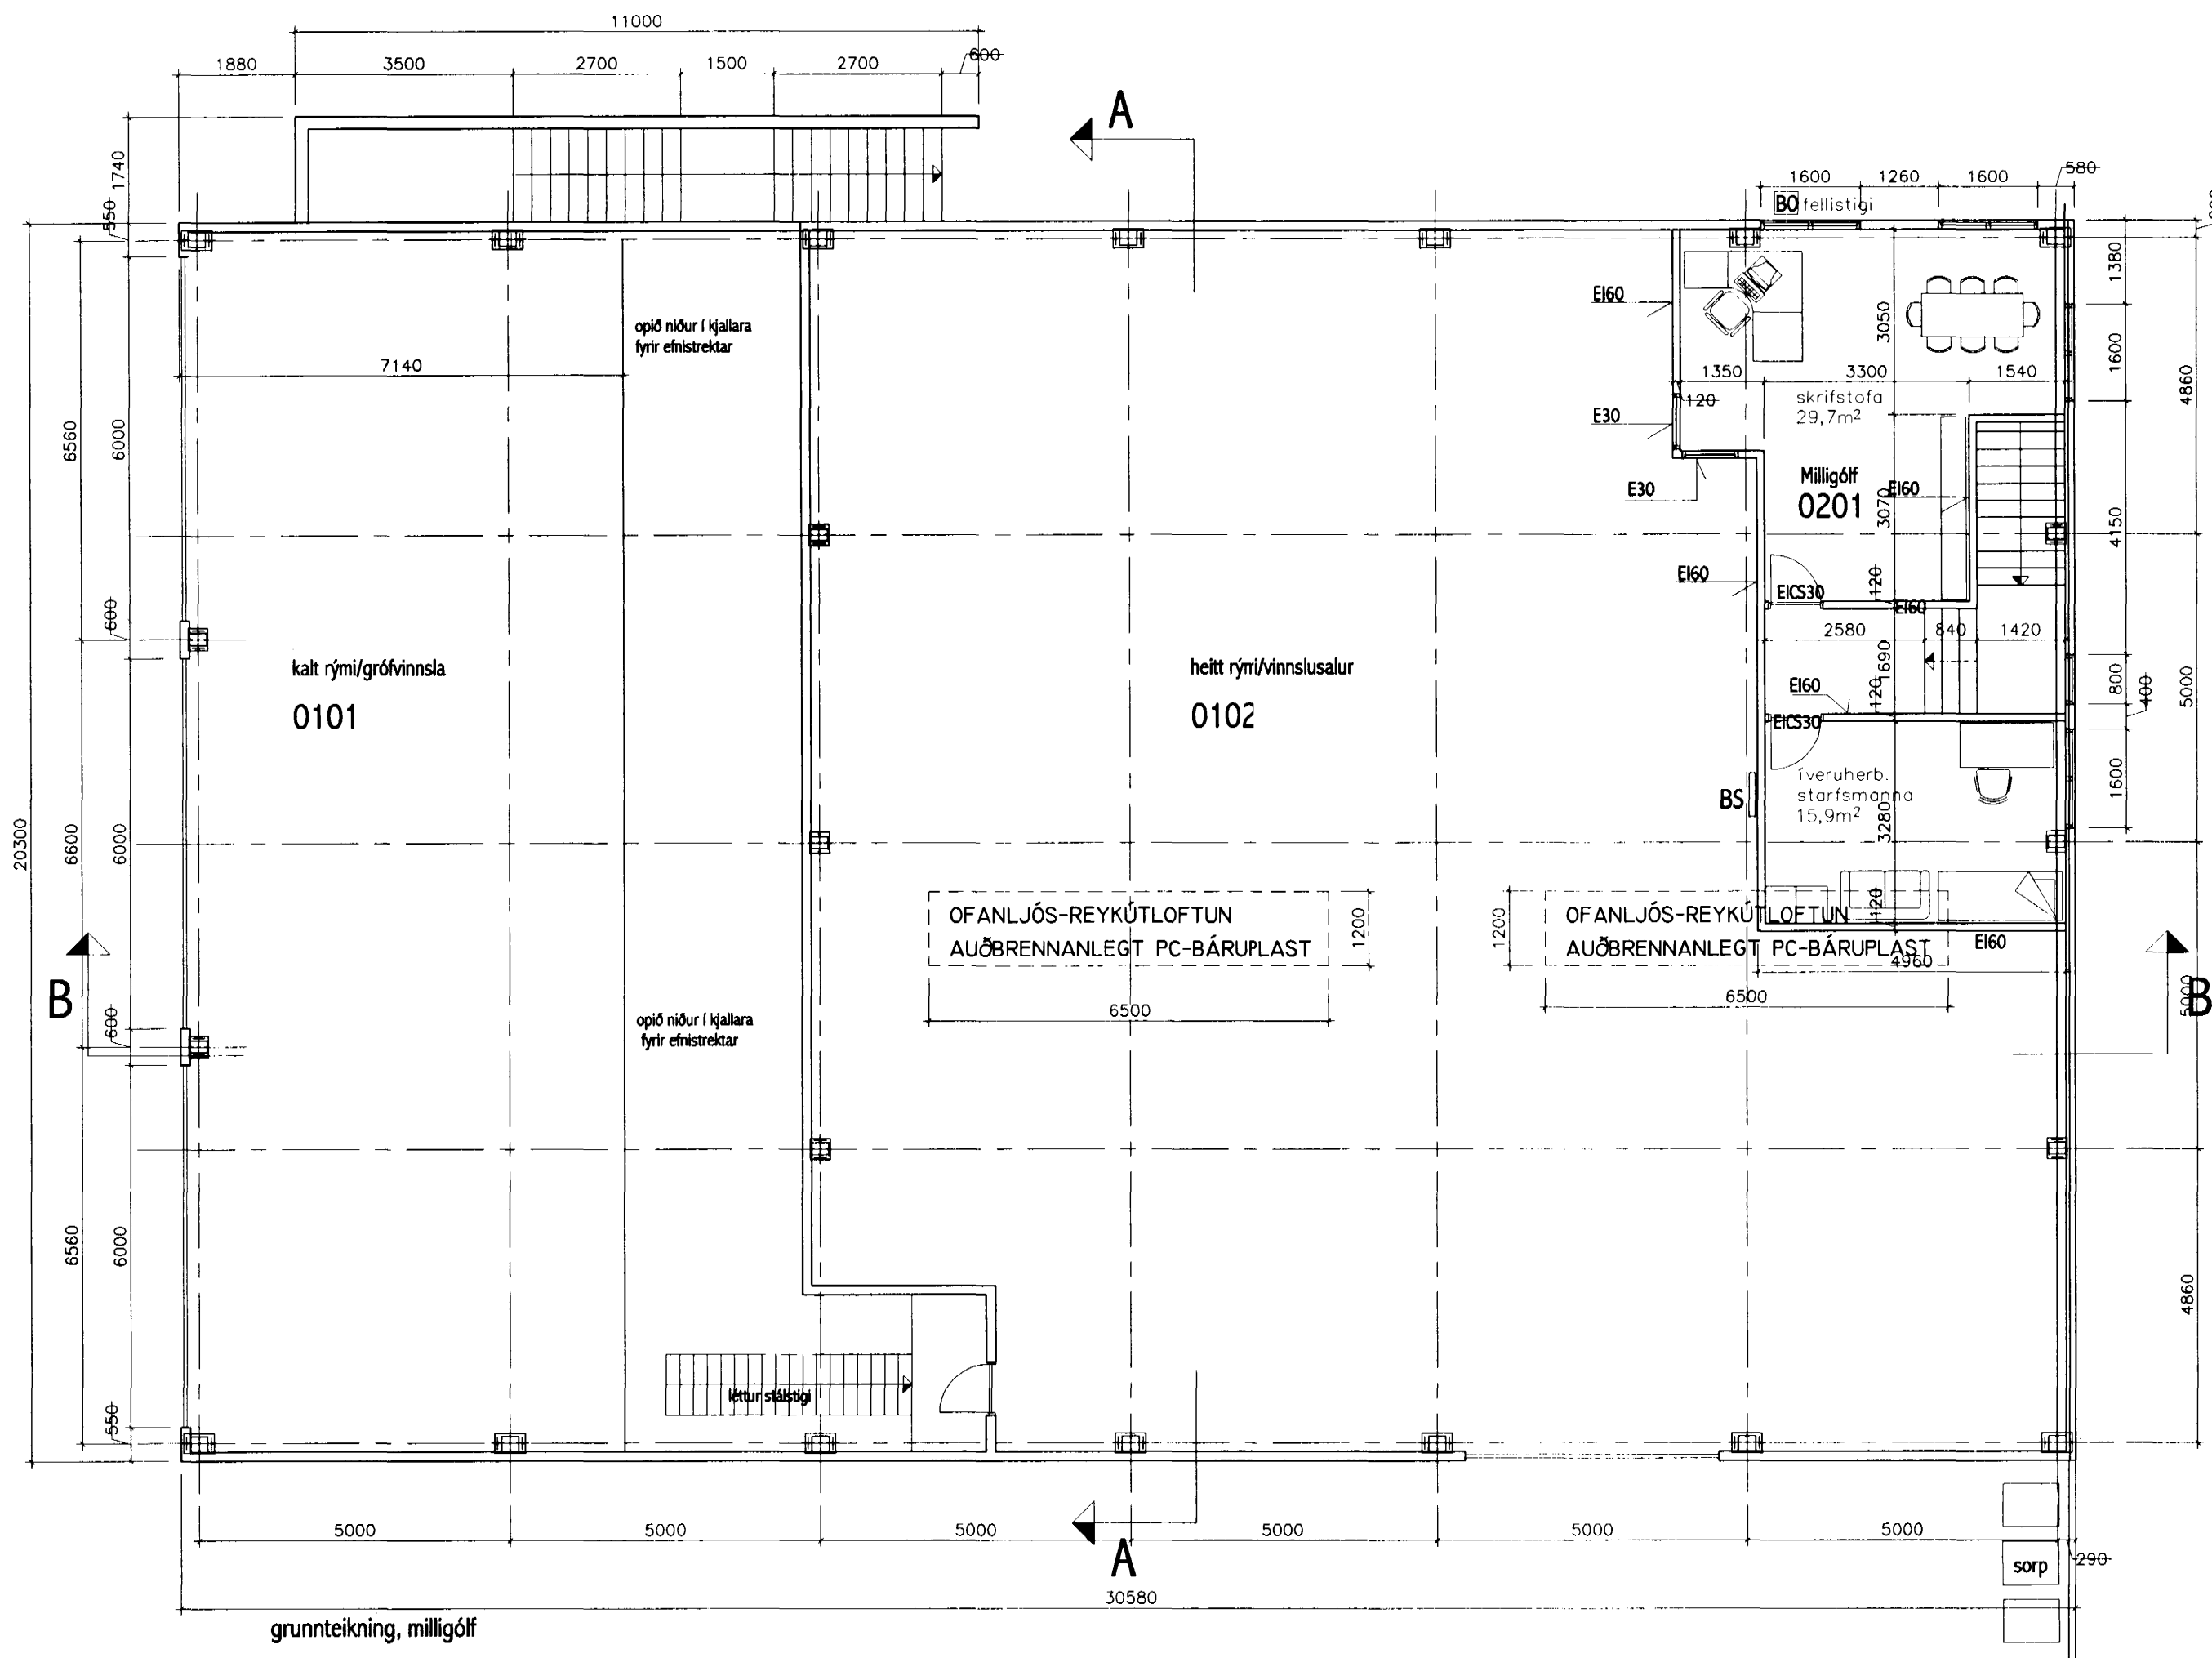 11000
1880 3500 2700 1500 2700 600
A
1600 1260 1600 580
BO fellistigi
1740
550
6560
6000
600
20300
6600
6000
600
6560
6000
550
7140
opið niður í kjallara
fyrir efnistrektar
kalt rými/grófvinnsla
0101
opið niður í kjallara
fyrir efnistrektar
léttur stálstigi
heitt rými/vinnslusalur
0102
EI60
E30
E30
EI60
1350 3300 1540
120
3050
skrifstofa
29,7m²
Milligólf
0201
EI60
3070
120
EICS30
EI60
2580 840 1420
1690
EI60
120
EICS30
íveruherb.
starfsmanna
15,9m²
3280
BS
120
EI60
4960
OFANLJÓS-REYKÚTLOFTUN
AUÐBRENNANLEGT PC-BÁRUPLAST
1200
6500
OFANLJÓS-REYKÚTLOFTUN
AUÐBRENNANLEGT PC-BÁRUPLAST
1200
6500
1380
1600
4150
800
400
1600
4860
5000
5000
4860
B
B
5000 5000 5000 5000 5000 5000
A
290
sorp
30580
grunnteikning, milligólf